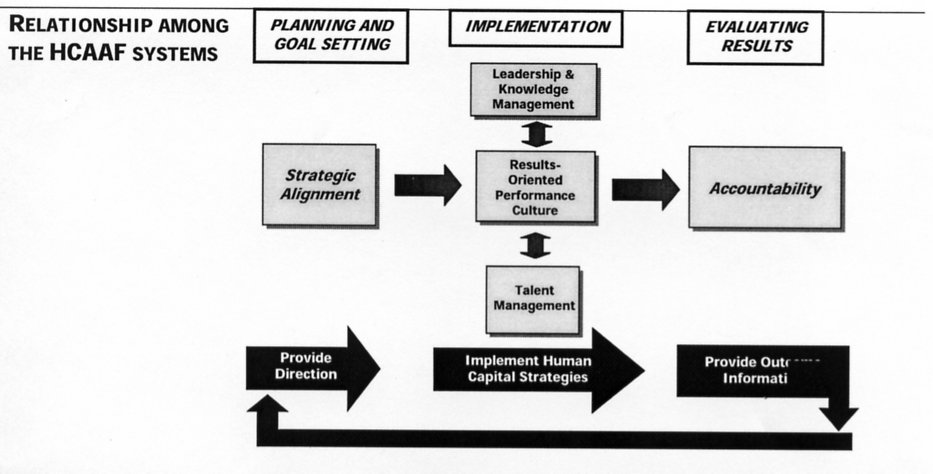 RELATIONSHIP AMONG
THE HCAAF SYSTEMS
PLANNING AND
GOAL SETTING
IMPLEMENTATION
EVALUATING
RESULTS
Leadership &
Knowledge
Management
Strategic
Alignment
Results-
Oriented
Performance
Culture
Accountability
Talent
Management
Provide
Direction
Implement Human
Capital Strategies
Provide